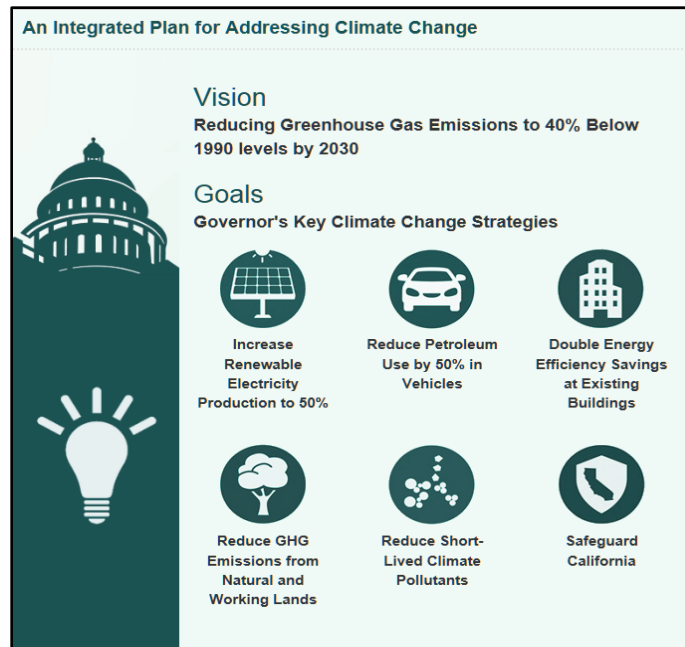 An Integrated Plan for Addressing Climate Change
Vision
Reducing Greenhouse Gas Emissions to 40% Below
1990 levels by 2030
Goals
Governor's Key Climate Change Strategies
Increase
Renewable
Electricity
Production to 50%
Reduce Petroleum
Use by 50% in
Vehicles
Double Energy
Efficiency Savings
at Existing
Buildings
Reduce GHG
Emissions from
Natural and
Working Lands
Reduce Short-
Lived Climate
Pollutants
Safeguard
California